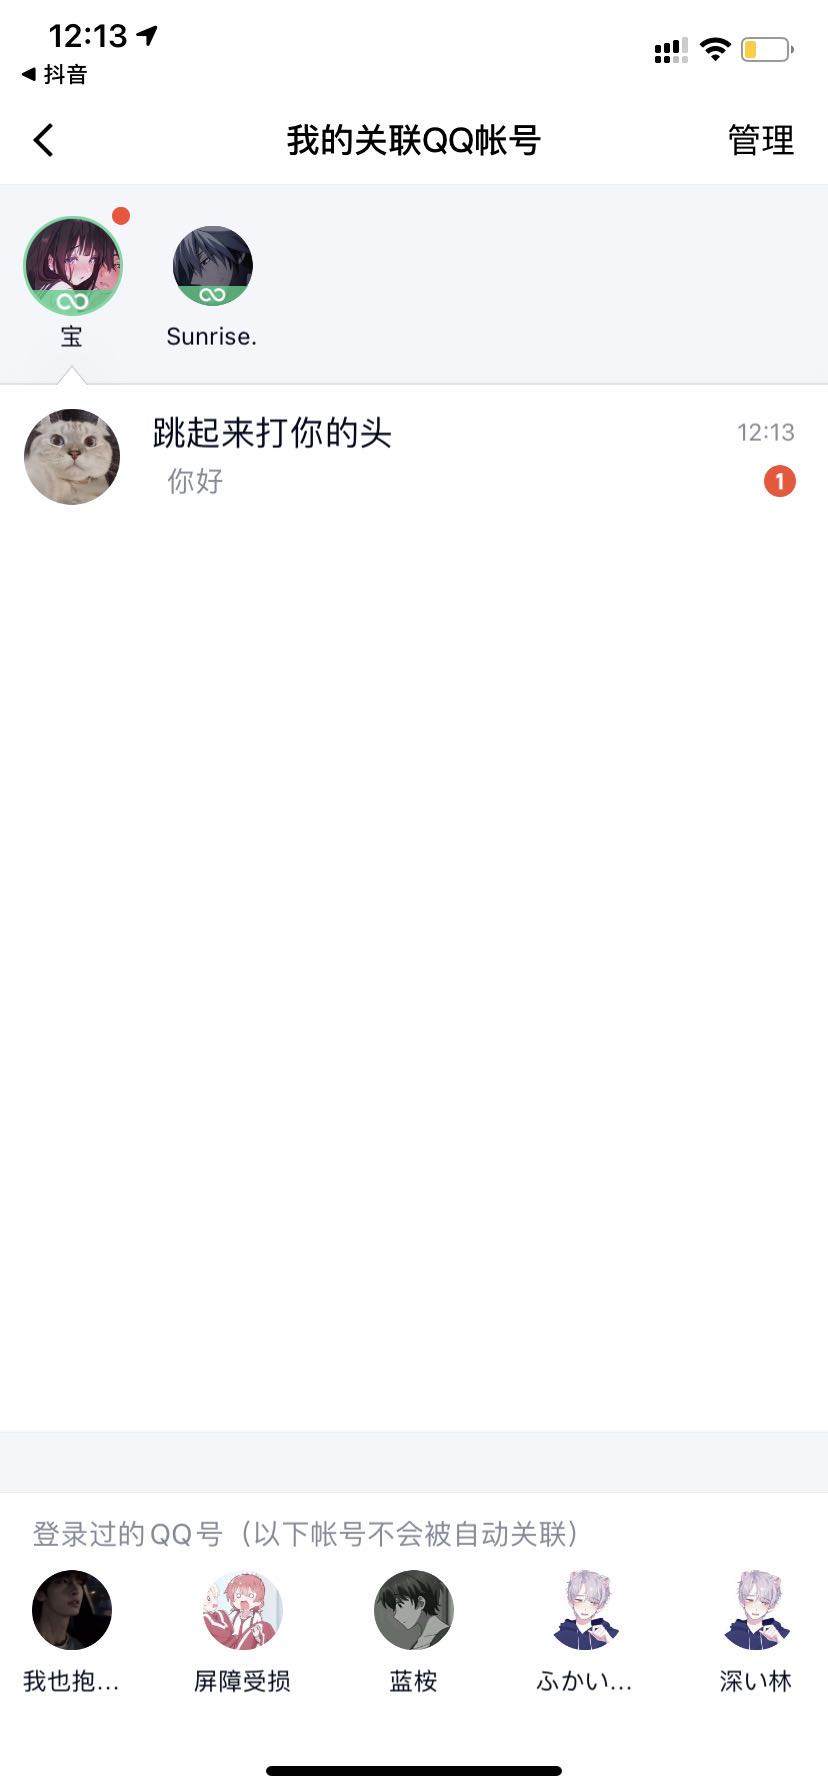 12:13
抖音
我的关联QQ帐号
管理
宝
Sunrise.
跳起来打你的头
12:13
你好
1
登录过的QQ号（以下帐号不会被自动关联）
我也抱...
屏障受损
蓝桉
ふかい...
深い林